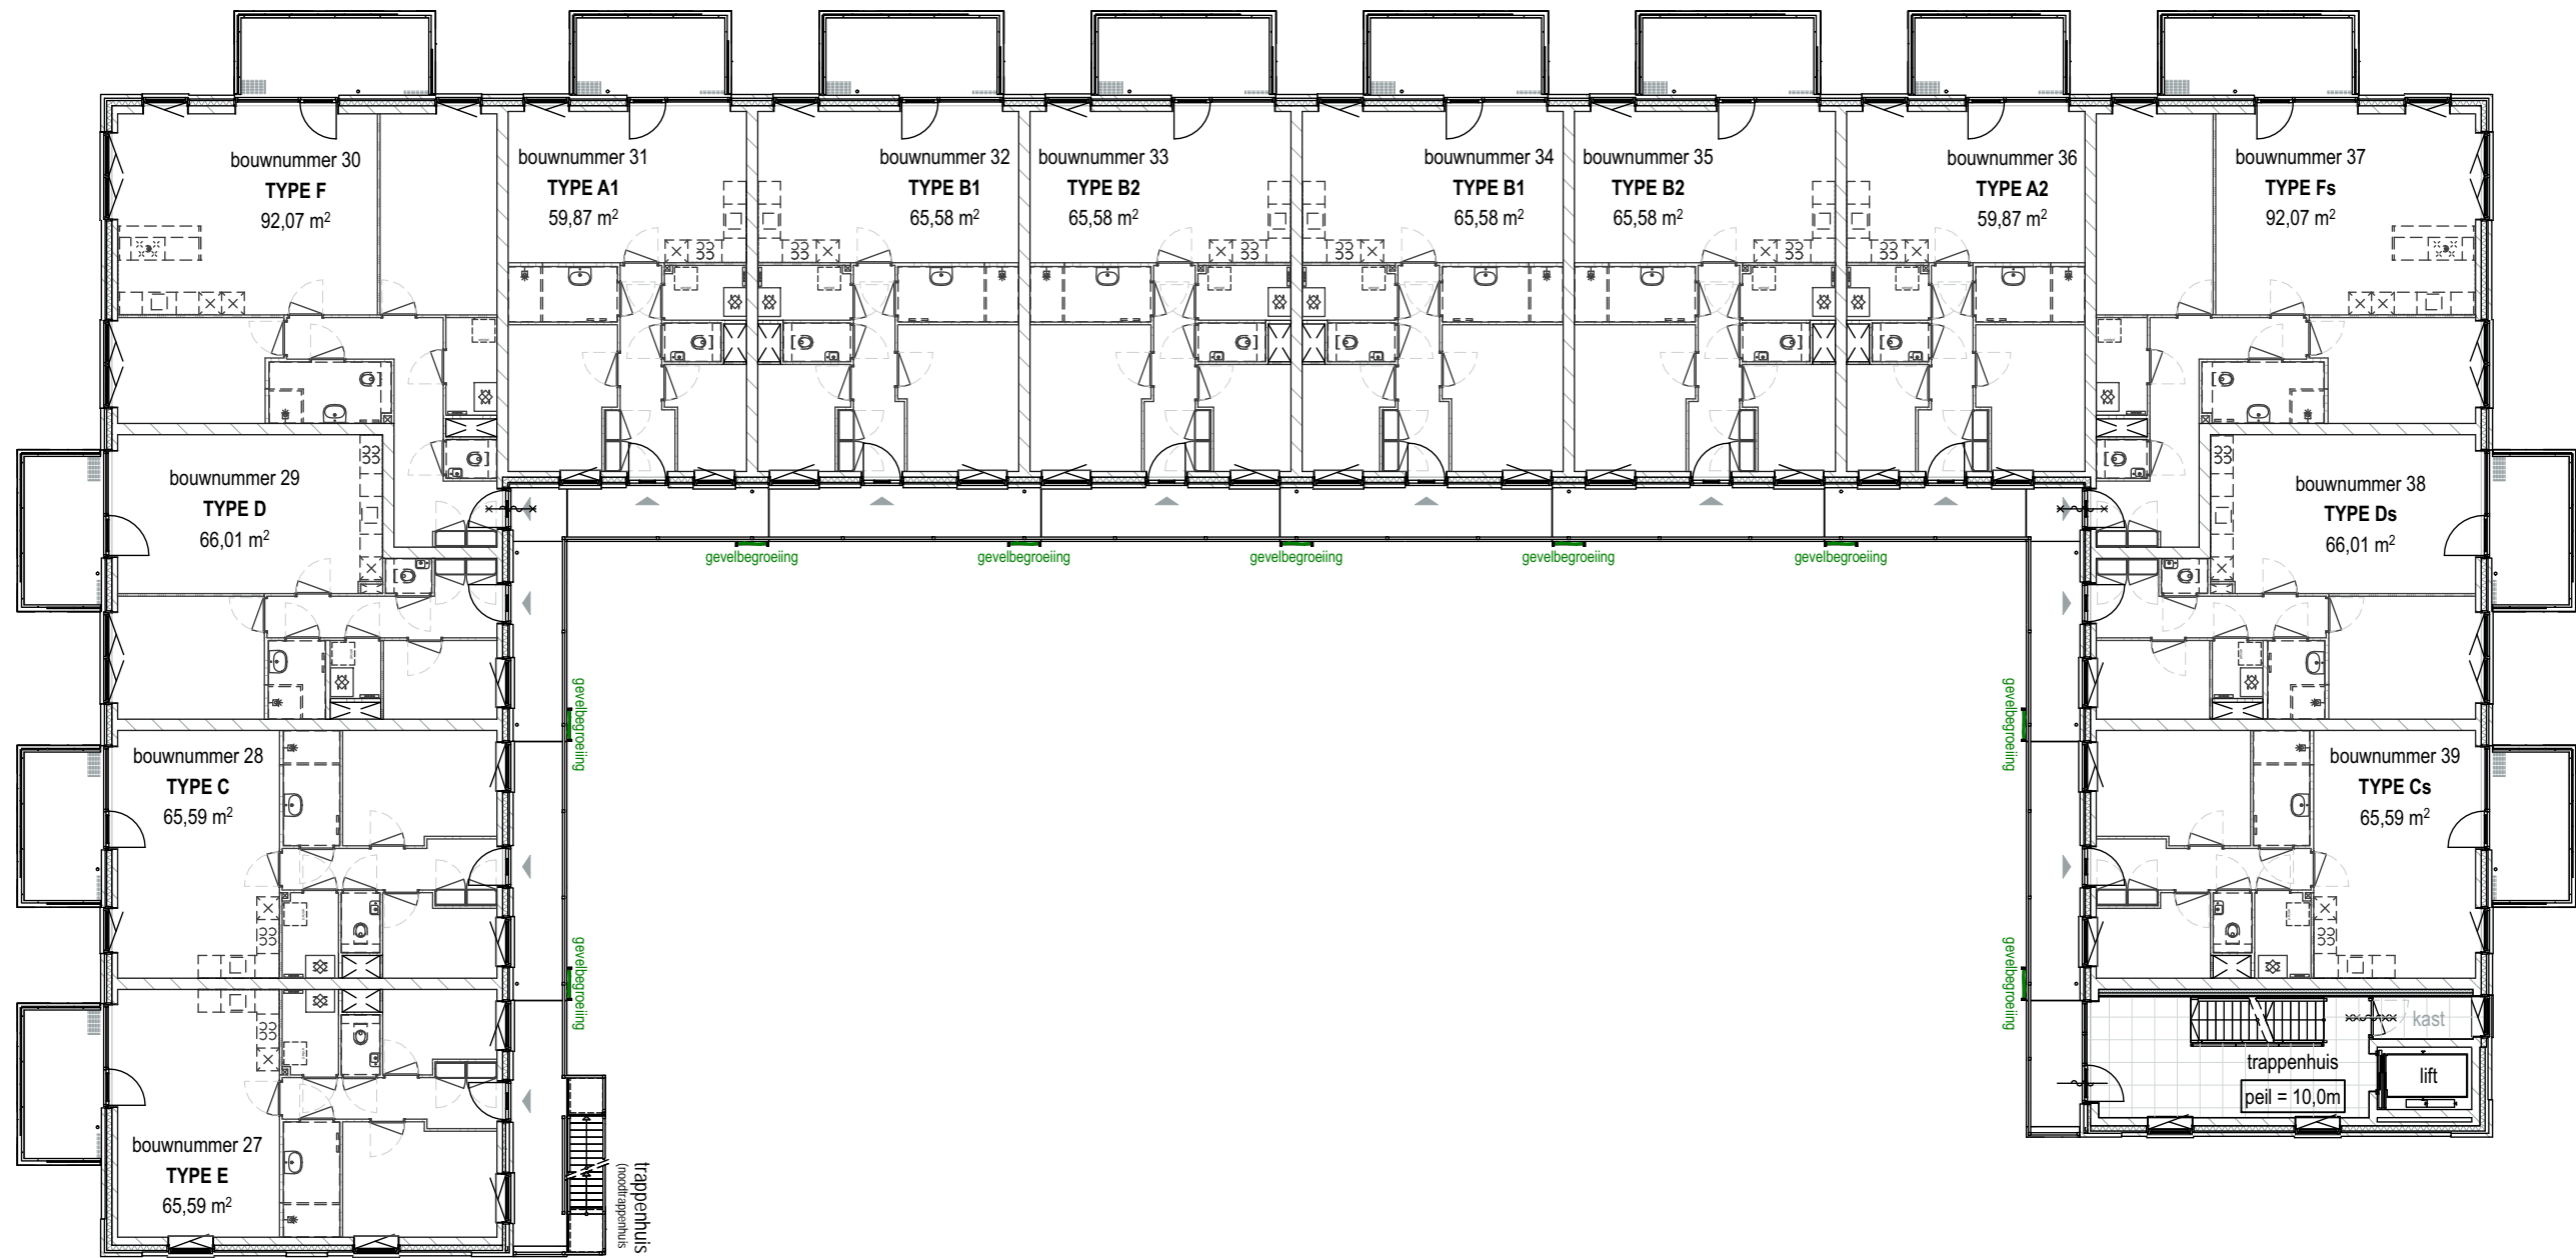 bouwnummer 30
TYPE F
92,07 m²
bouwnummer 31
TYPE A1
59,87 m²
bouwnummer 32
TYPE B1
65,58 m²
bouwnummer 33
TYPE B2
65,58 m²
bouwnummer 34
TYPE B1
65,58 m²
bouwnummer 35
TYPE B2
65,58 m²
bouwnummer 36
TYPE A2
59,87 m²
bouwnummer 37
TYPE Fs
92,07 m²
bouwnummer 29
TYPE D
66,01 m²
bouwnummer 38
TYPE Ds
66,01 m²
gevelbegroeiing
gevelbegroeiing
gevelbegroeiing
gevelbegroeiing
gevelbegroeiing
gevelbegroeiing
gevelbegroeiing
bouwnummer 28
TYPE C
65,59 m²
bouwnummer 39
TYPE Cs
65,59 m²
gevelbegroeiing
gevelbegroeiing
kast
trappenhuis
peil = 10,0m
lift
bouwnummer 27
TYPE E
65,59 m²
trappenhuis
(noodtrappenhuis